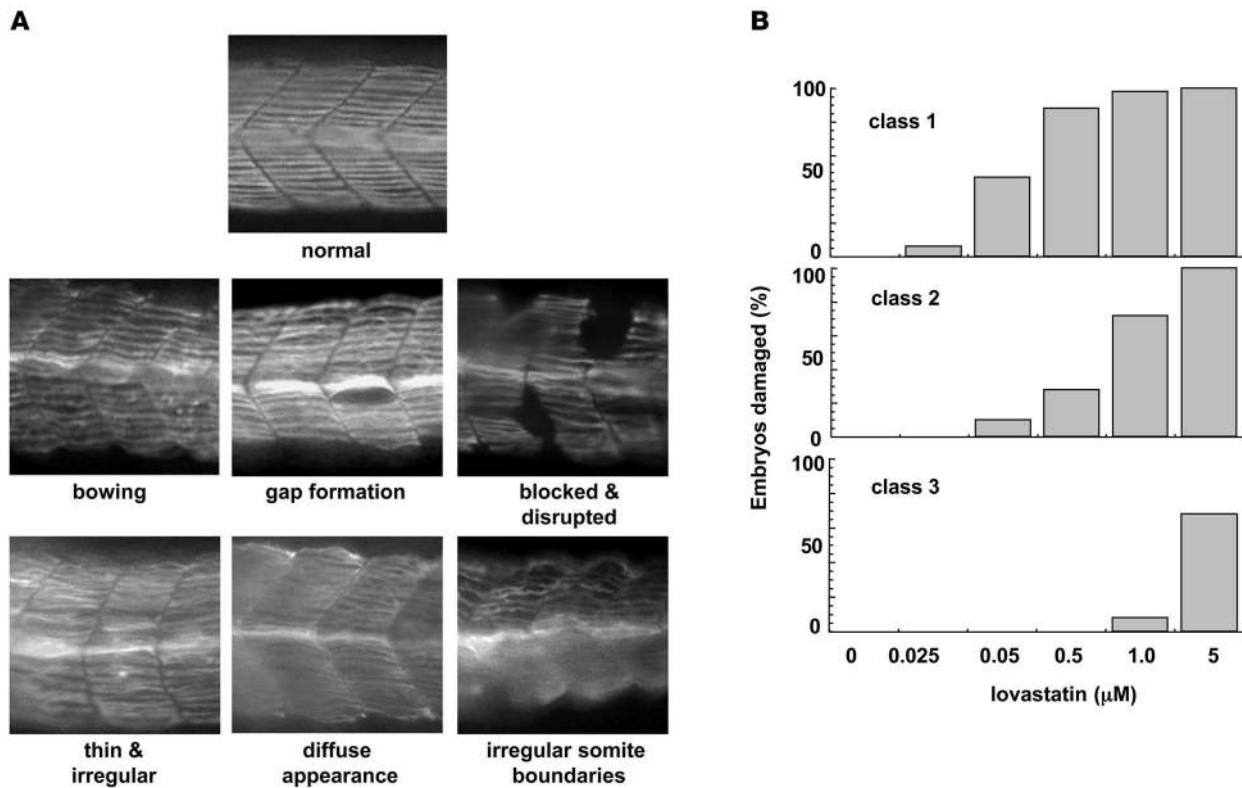 A
normal
bowing
gap formation
blocked &
disrupted
thin &
irregular
diffuse
appearance
irregular somite
boundaries
B
Embryos damaged (%)
100
50
0
class 1
100
50
0
class 2
100
50
0
class 3
0 0.025 0.05 0.5 1.0 5
lovastatin (µM)